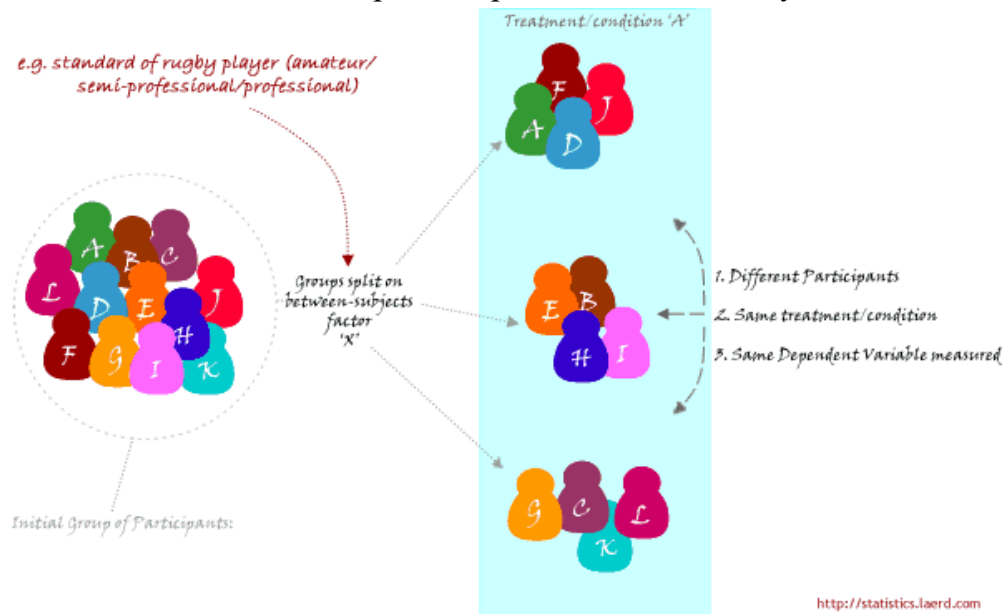 Treatment/condition 'A'
e.g. standard of rugby player (amateur/
semi-professional/professional)
F
J
A
D
A
B
C
L
D
E
J
H
F
G
I
K
Groups split on
between-subjects
factor
'X'
E
B
H
I
1. Different Participants
2. Same treatment/condition
3. Same Dependent Variable measured
G
C
L
K
Initial Group of Participants:
http://statistics.laerd.com